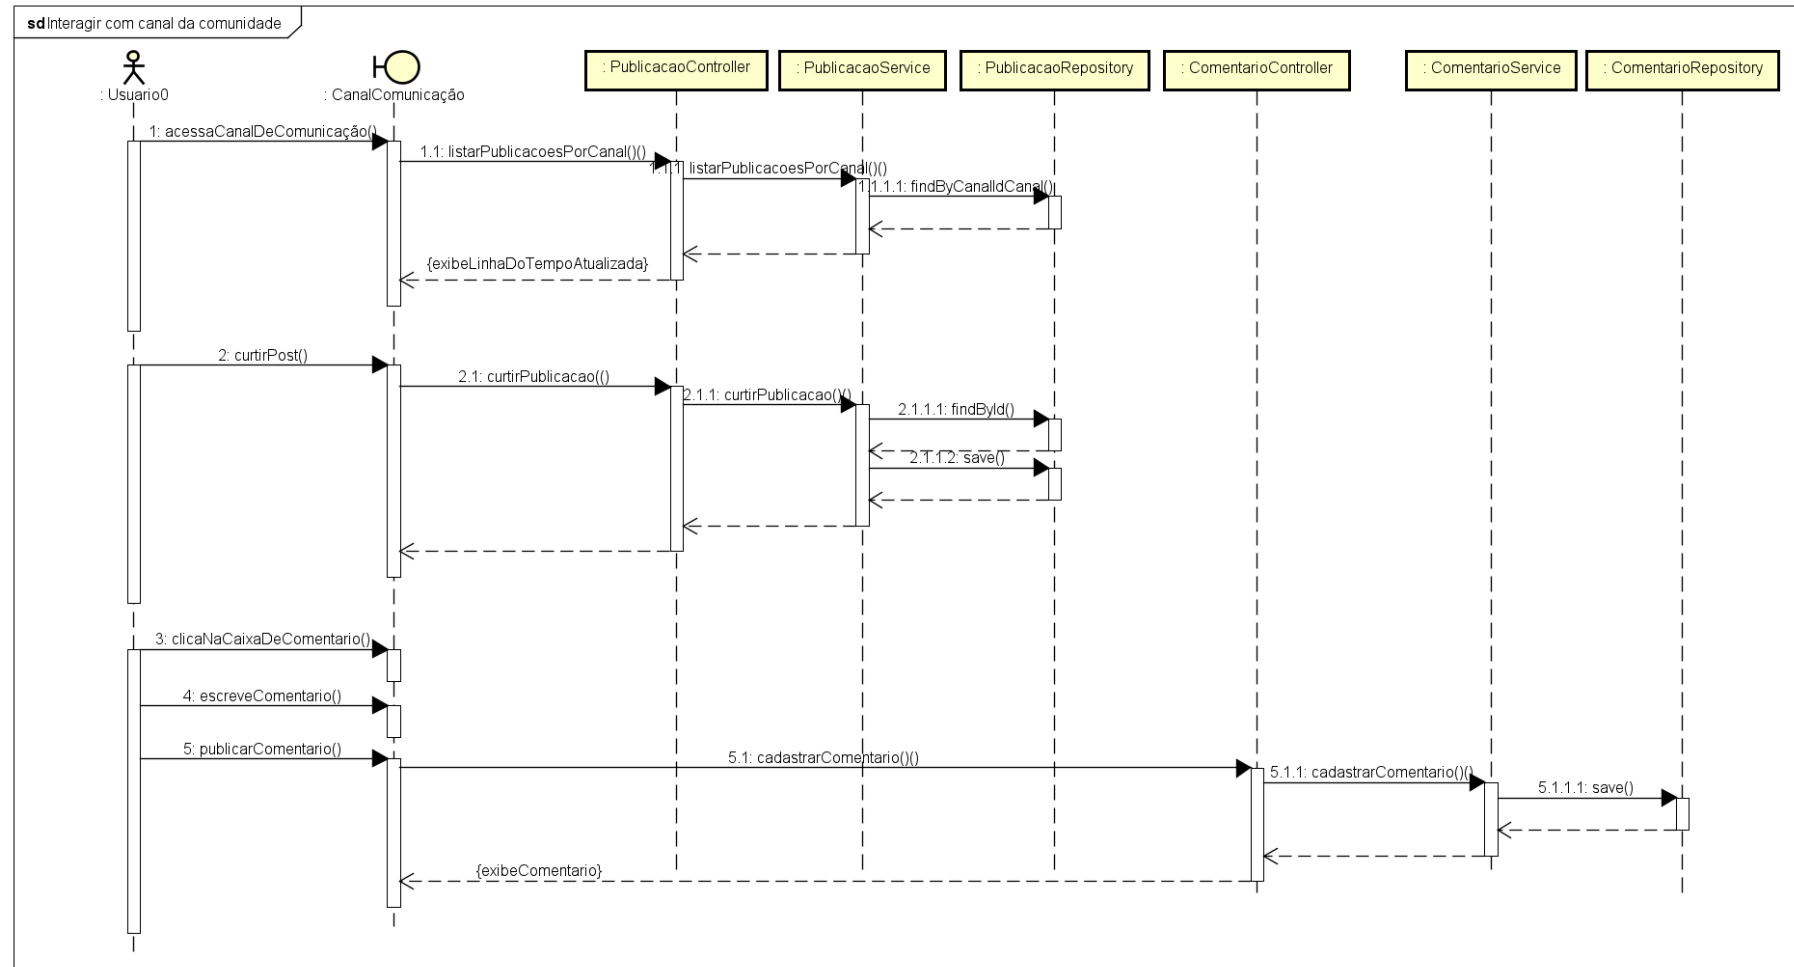 sd Interagir com canal da comunidade
: Usuario0
: CanalComunicação
: PublicacaoController
: PublicacaoService
: PublicacaoRepository
: ComentarioController
: ComentarioService
: ComentarioRepository
1: acessaCanalDeComunicação()
1.1: listarPublicacoesPorCanal()()
1.1.1: listarPublicacoesPorCanal()()
1.1.1.1: findByCanalIdCanal()
{exibeLinhaDoTempoAtualizada}
2: curtirPost()
2.1: curtirPublicacao(()
2.1.1: curtirPublicacao()()
2.1.1.1: findById()
2.1.1.2: save()
3: clicaNaCaixaDeComentario()
4: escreveComentario()
5: publicarComentario()
5.1: cadastrarComentario()()
5.1.1: cadastrarComentario()()
5.1.1.1: save()
{exibeComentario}